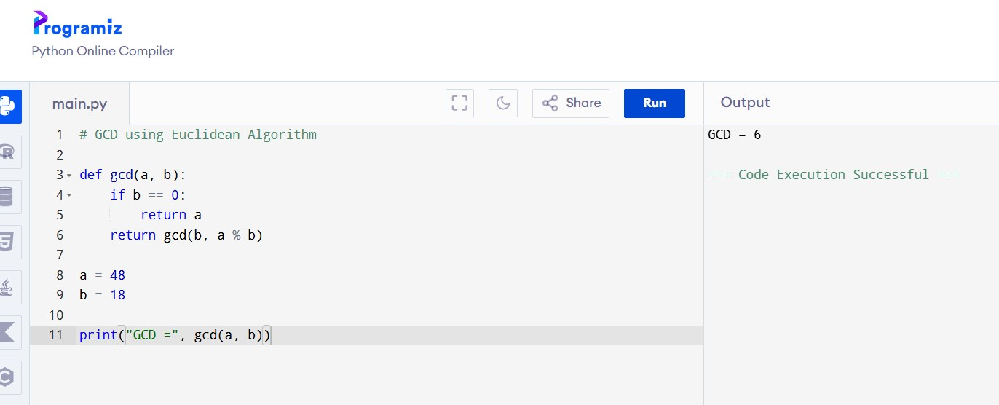 Programiz
Python Online Compiler
main.py
Share
Run
Output
1 # GCD using Euclidean Algorithm
2
3 def gcd(a, b):
4     if b == 0:
5         return a
6     return gcd(b, a % b)
7
8 a = 48
9 b = 18
10
11 print("GCD =", gcd(a, b))
GCD = 6
=== Code Execution Successful ===